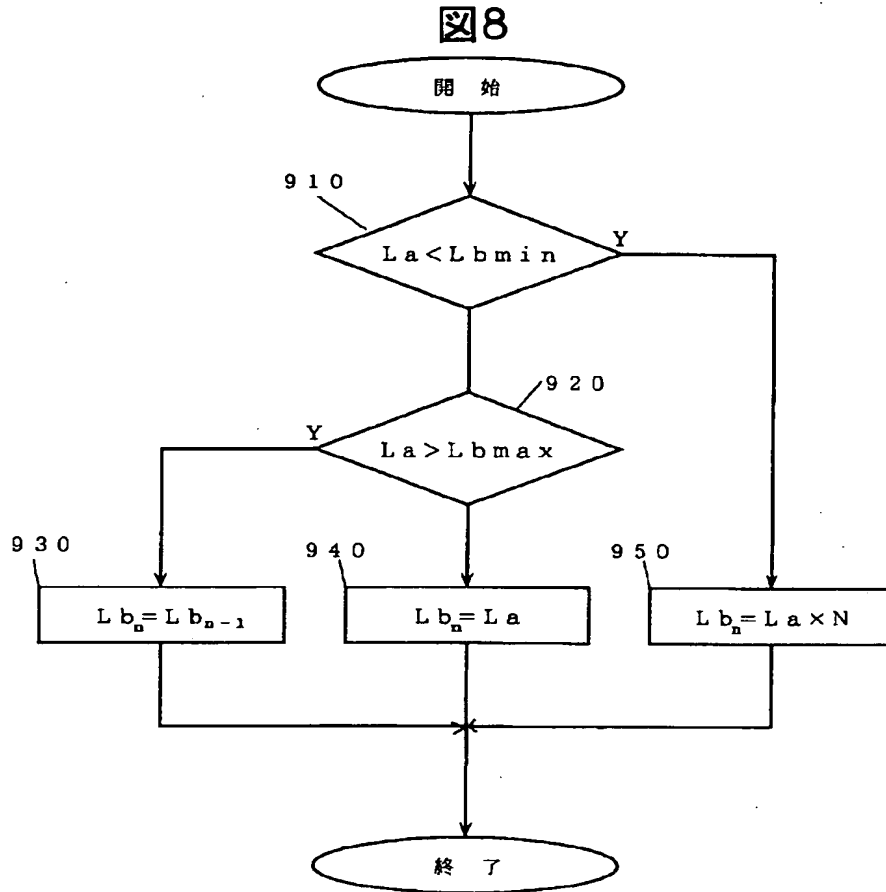 図8
開 始
910
La<Lbmin
Y
920
La>Lbmax
Y
930
Lbₙ=Lbₙ₋₁
940
Lbₙ=La
950
Lbₙ=La×N
終 了